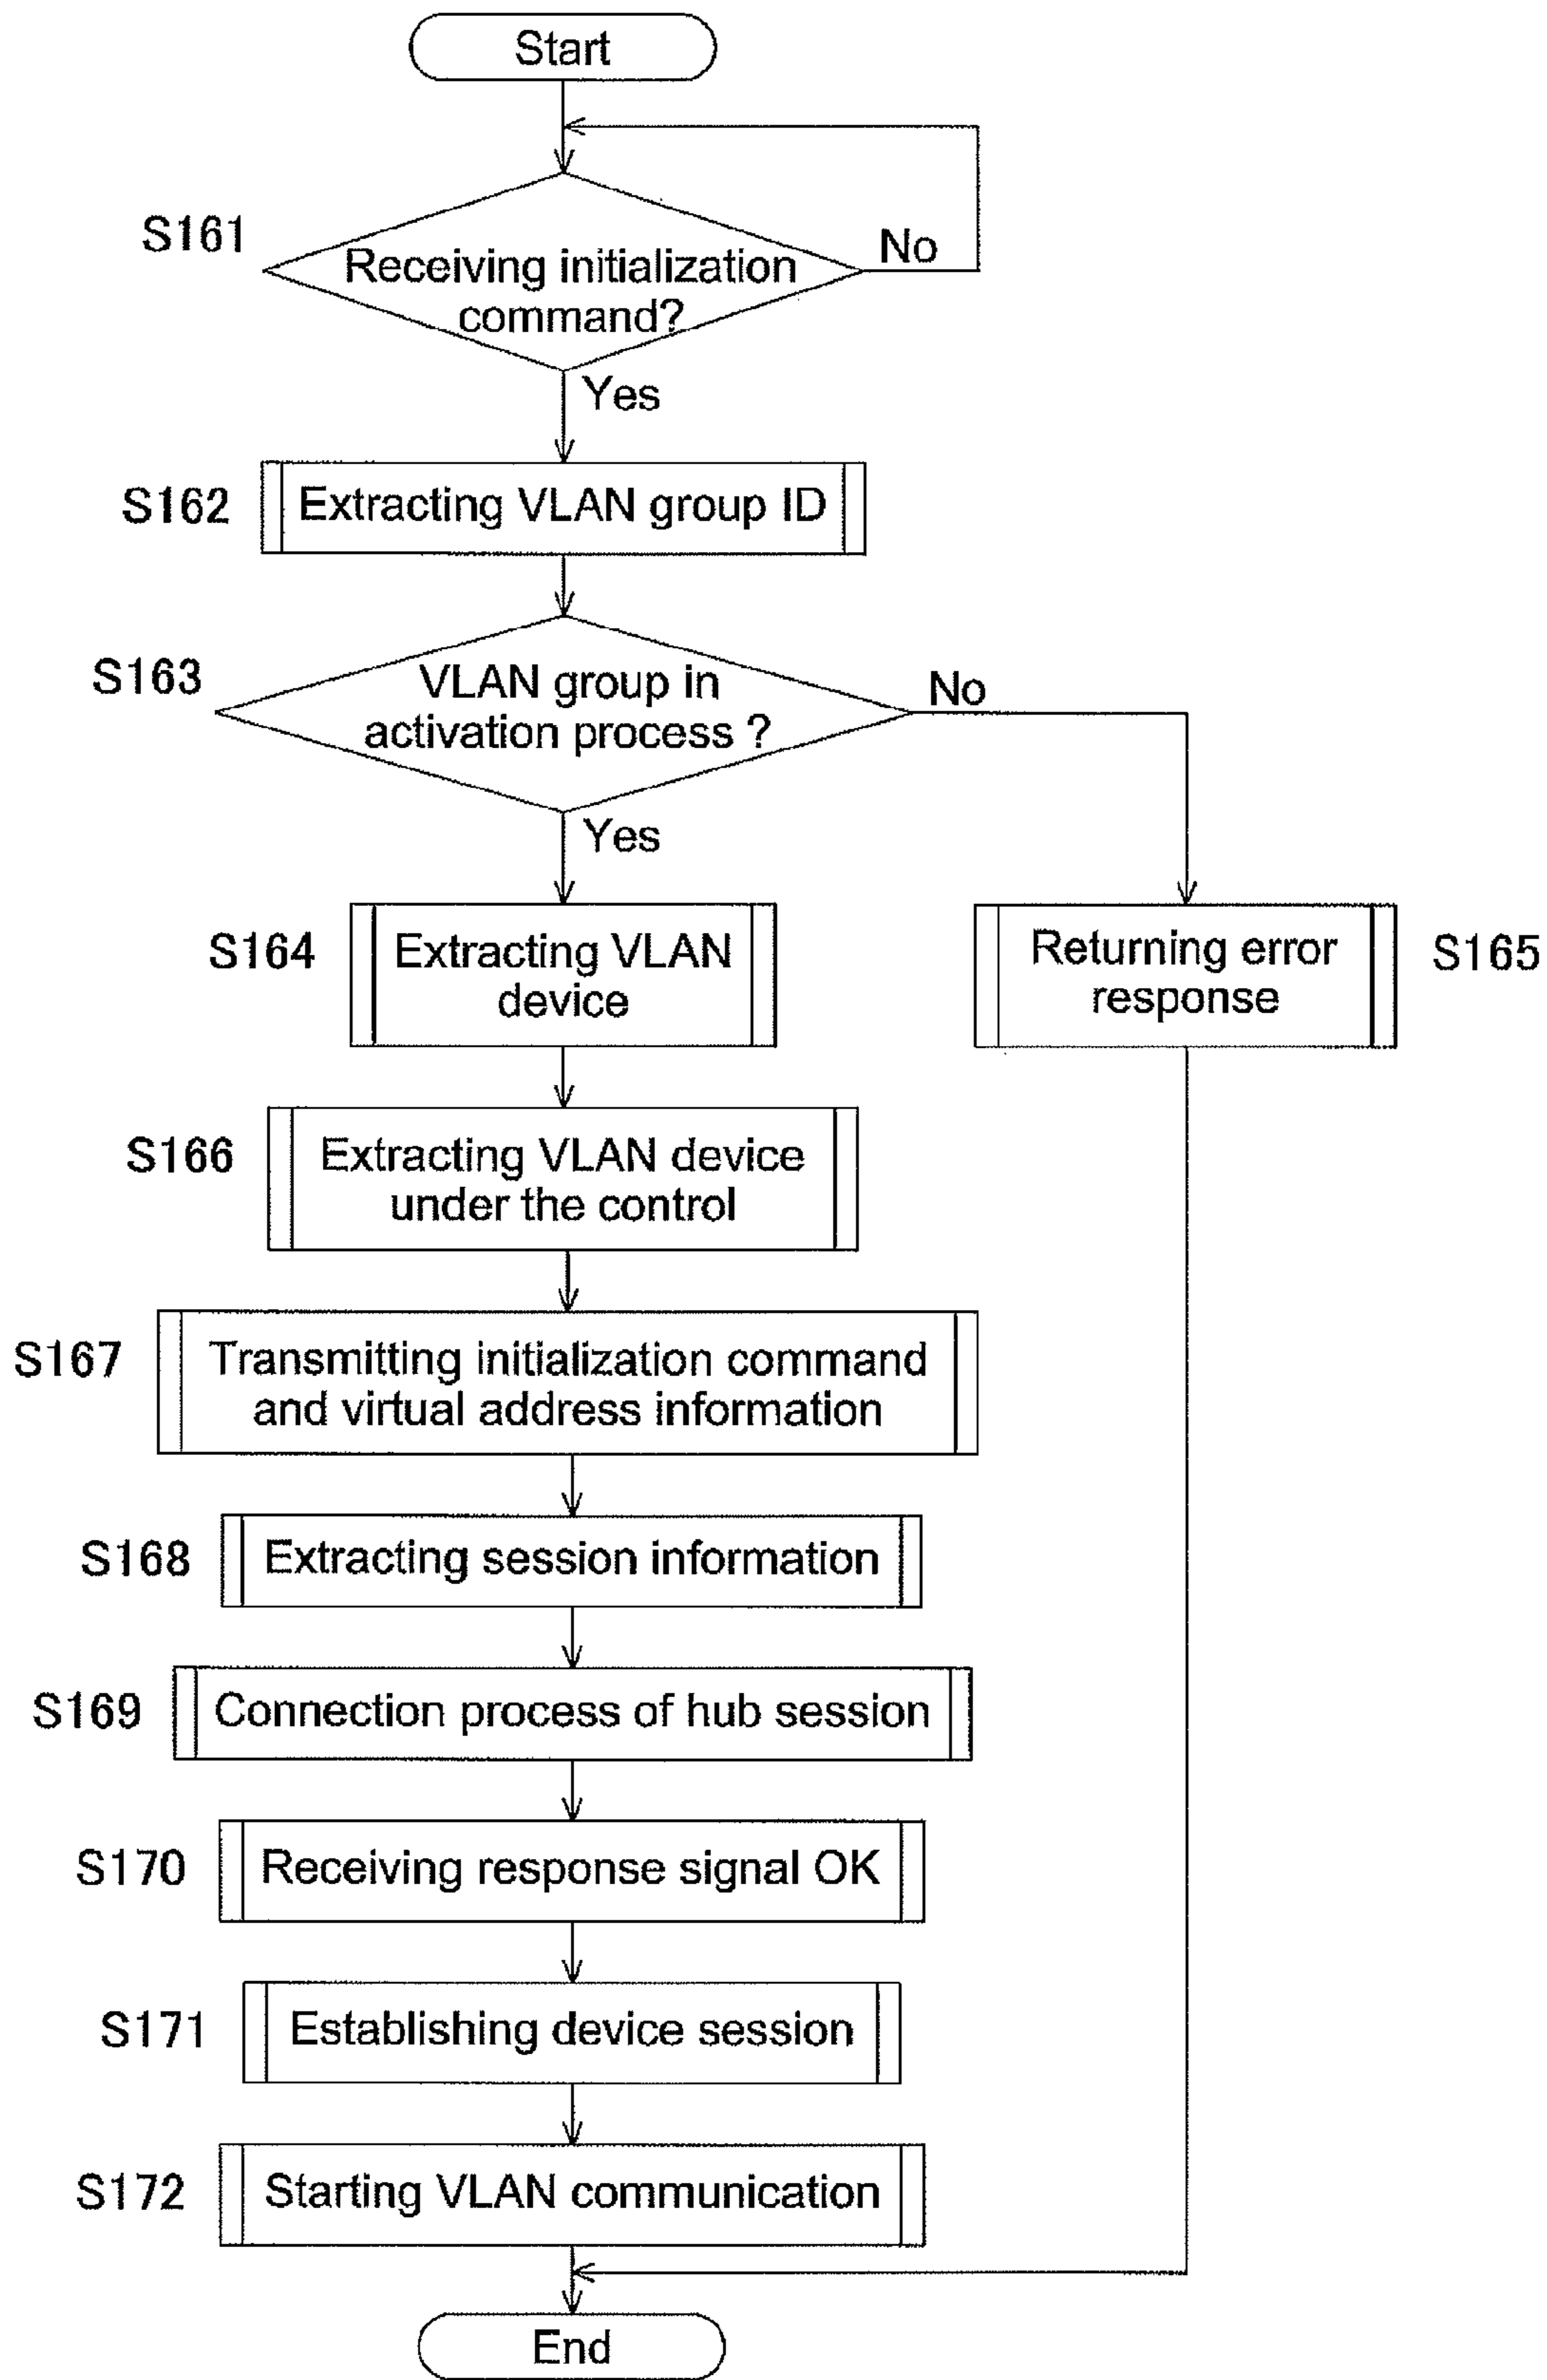 Start
S161
Receiving initialization
command?
No
Yes
S162
Extracting VLAN group ID
S163
VLAN group in
activation process ?
No
Yes
S164
Extracting VLAN
device
Returning error
response
S165
S166
Extracting VLAN device
under the control
S167
Transmitting initialization command
and virtual address information
S168
Extracting session information
S169
Connection process of hub session
S170
Receiving response signal OK
S171
Establishing device session
S172
Starting VLAN communication
End